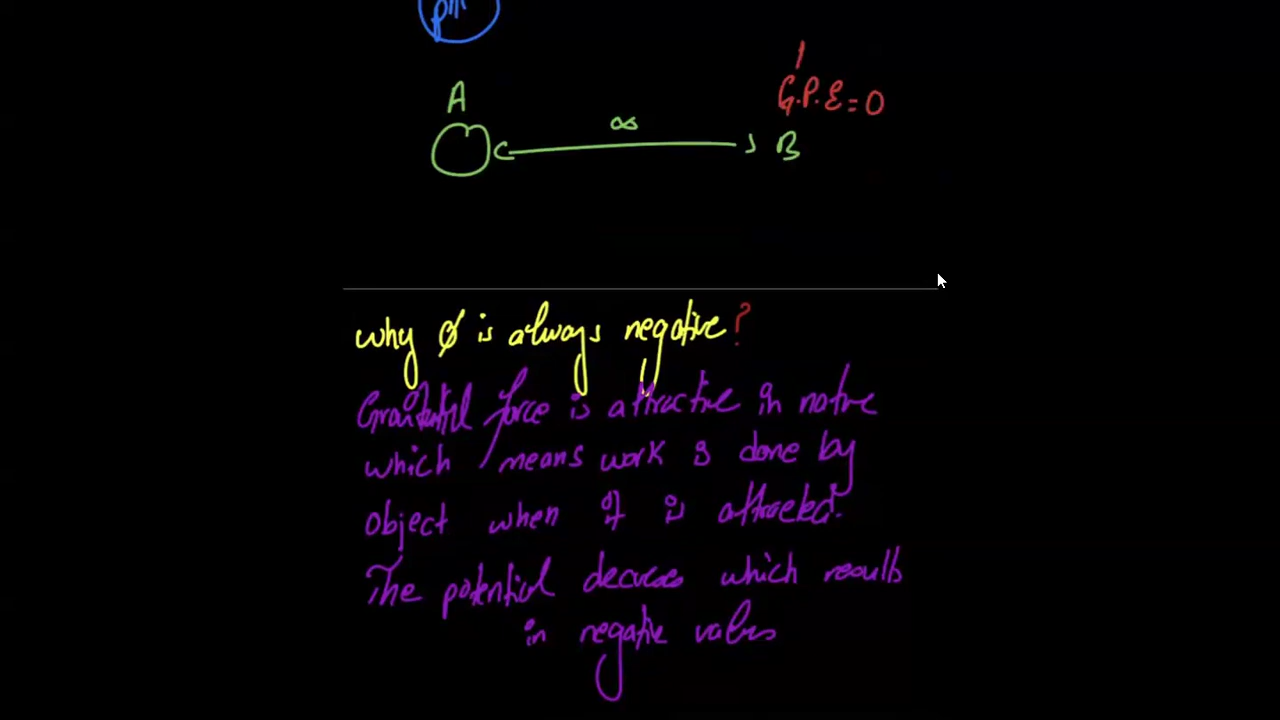 A
∞
G.P.E = 0
B
why ϕ is always negative?
Gravitational force is attractive in nature
which means work is done by
object when it is attracted.
The potential decreases which results
in negative values